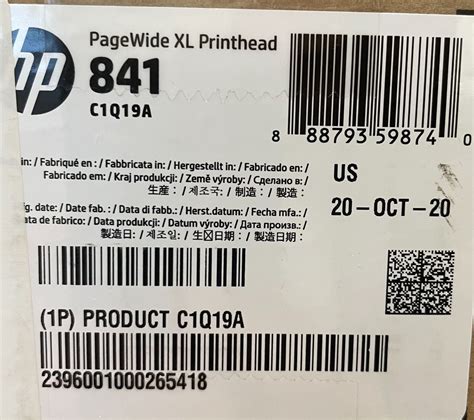 hp
PageWide XL Printhead
841
C1Q19A
8 88793 59874 0
in: / Fabriqué en : / Fabbricata in / Hergestellt in: / Fabricado en:/
Fabricado em: / Kraj produkcji: / Země výroby: / Сделано в:/
生産: / 제조국: / 制造: / 製造:
US
fg. date: / Date fab. : / Data di fabb.: / Herst.datum: / Fecha mfa.: /
ta de fabrico: / Data produkcji: / Datum výroby: / Дата произв.: /
製造日: / 제조일: / 生 日期: / 製造日期:
20-OCT-20
(1P) PRODUCT C1Q19A
2396001000265418